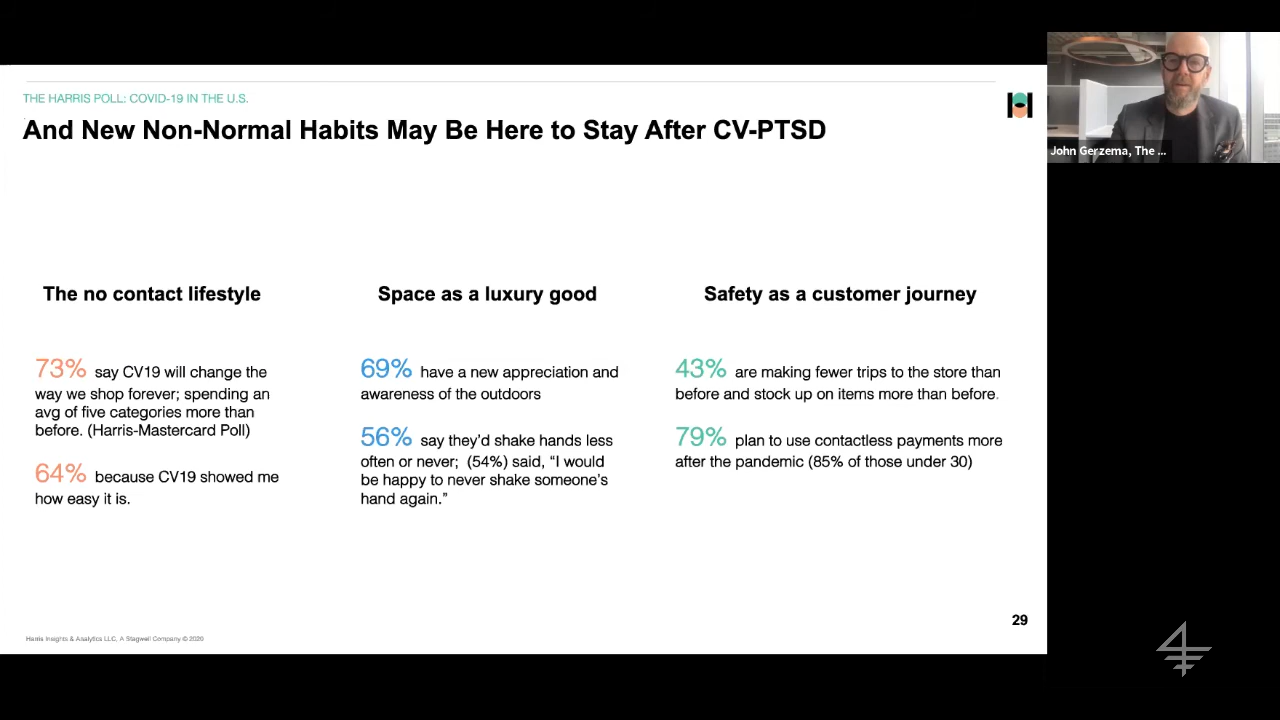 THE HARRIS POLL: COVID-19 IN THE U.S.
And New Non-Normal Habits May Be Here to Stay After CV-PTSD
The no contact lifestyle
73% say CV19 will change the
way we shop forever; spending an
avg of five categories more than
before. (Harris-Mastercard Poll)
64% because CV19 showed me
how easy it is.
Space as a luxury good
69% have a new appreciation and
awareness of the outdoors
56% say they’d shake hands less
often or never; (54%) said, “I would
be happy to never shake someone’s
hand again.”
Safety as a customer journey
43% are making fewer trips to the store than
before and stock up on items more than before.
79% plan to use contactless payments more
after the pandemic (85% of those under 30)
29
Harris Insights & Analytics LLC, A Stagwell Company © 2020
John Gerzema, The ...